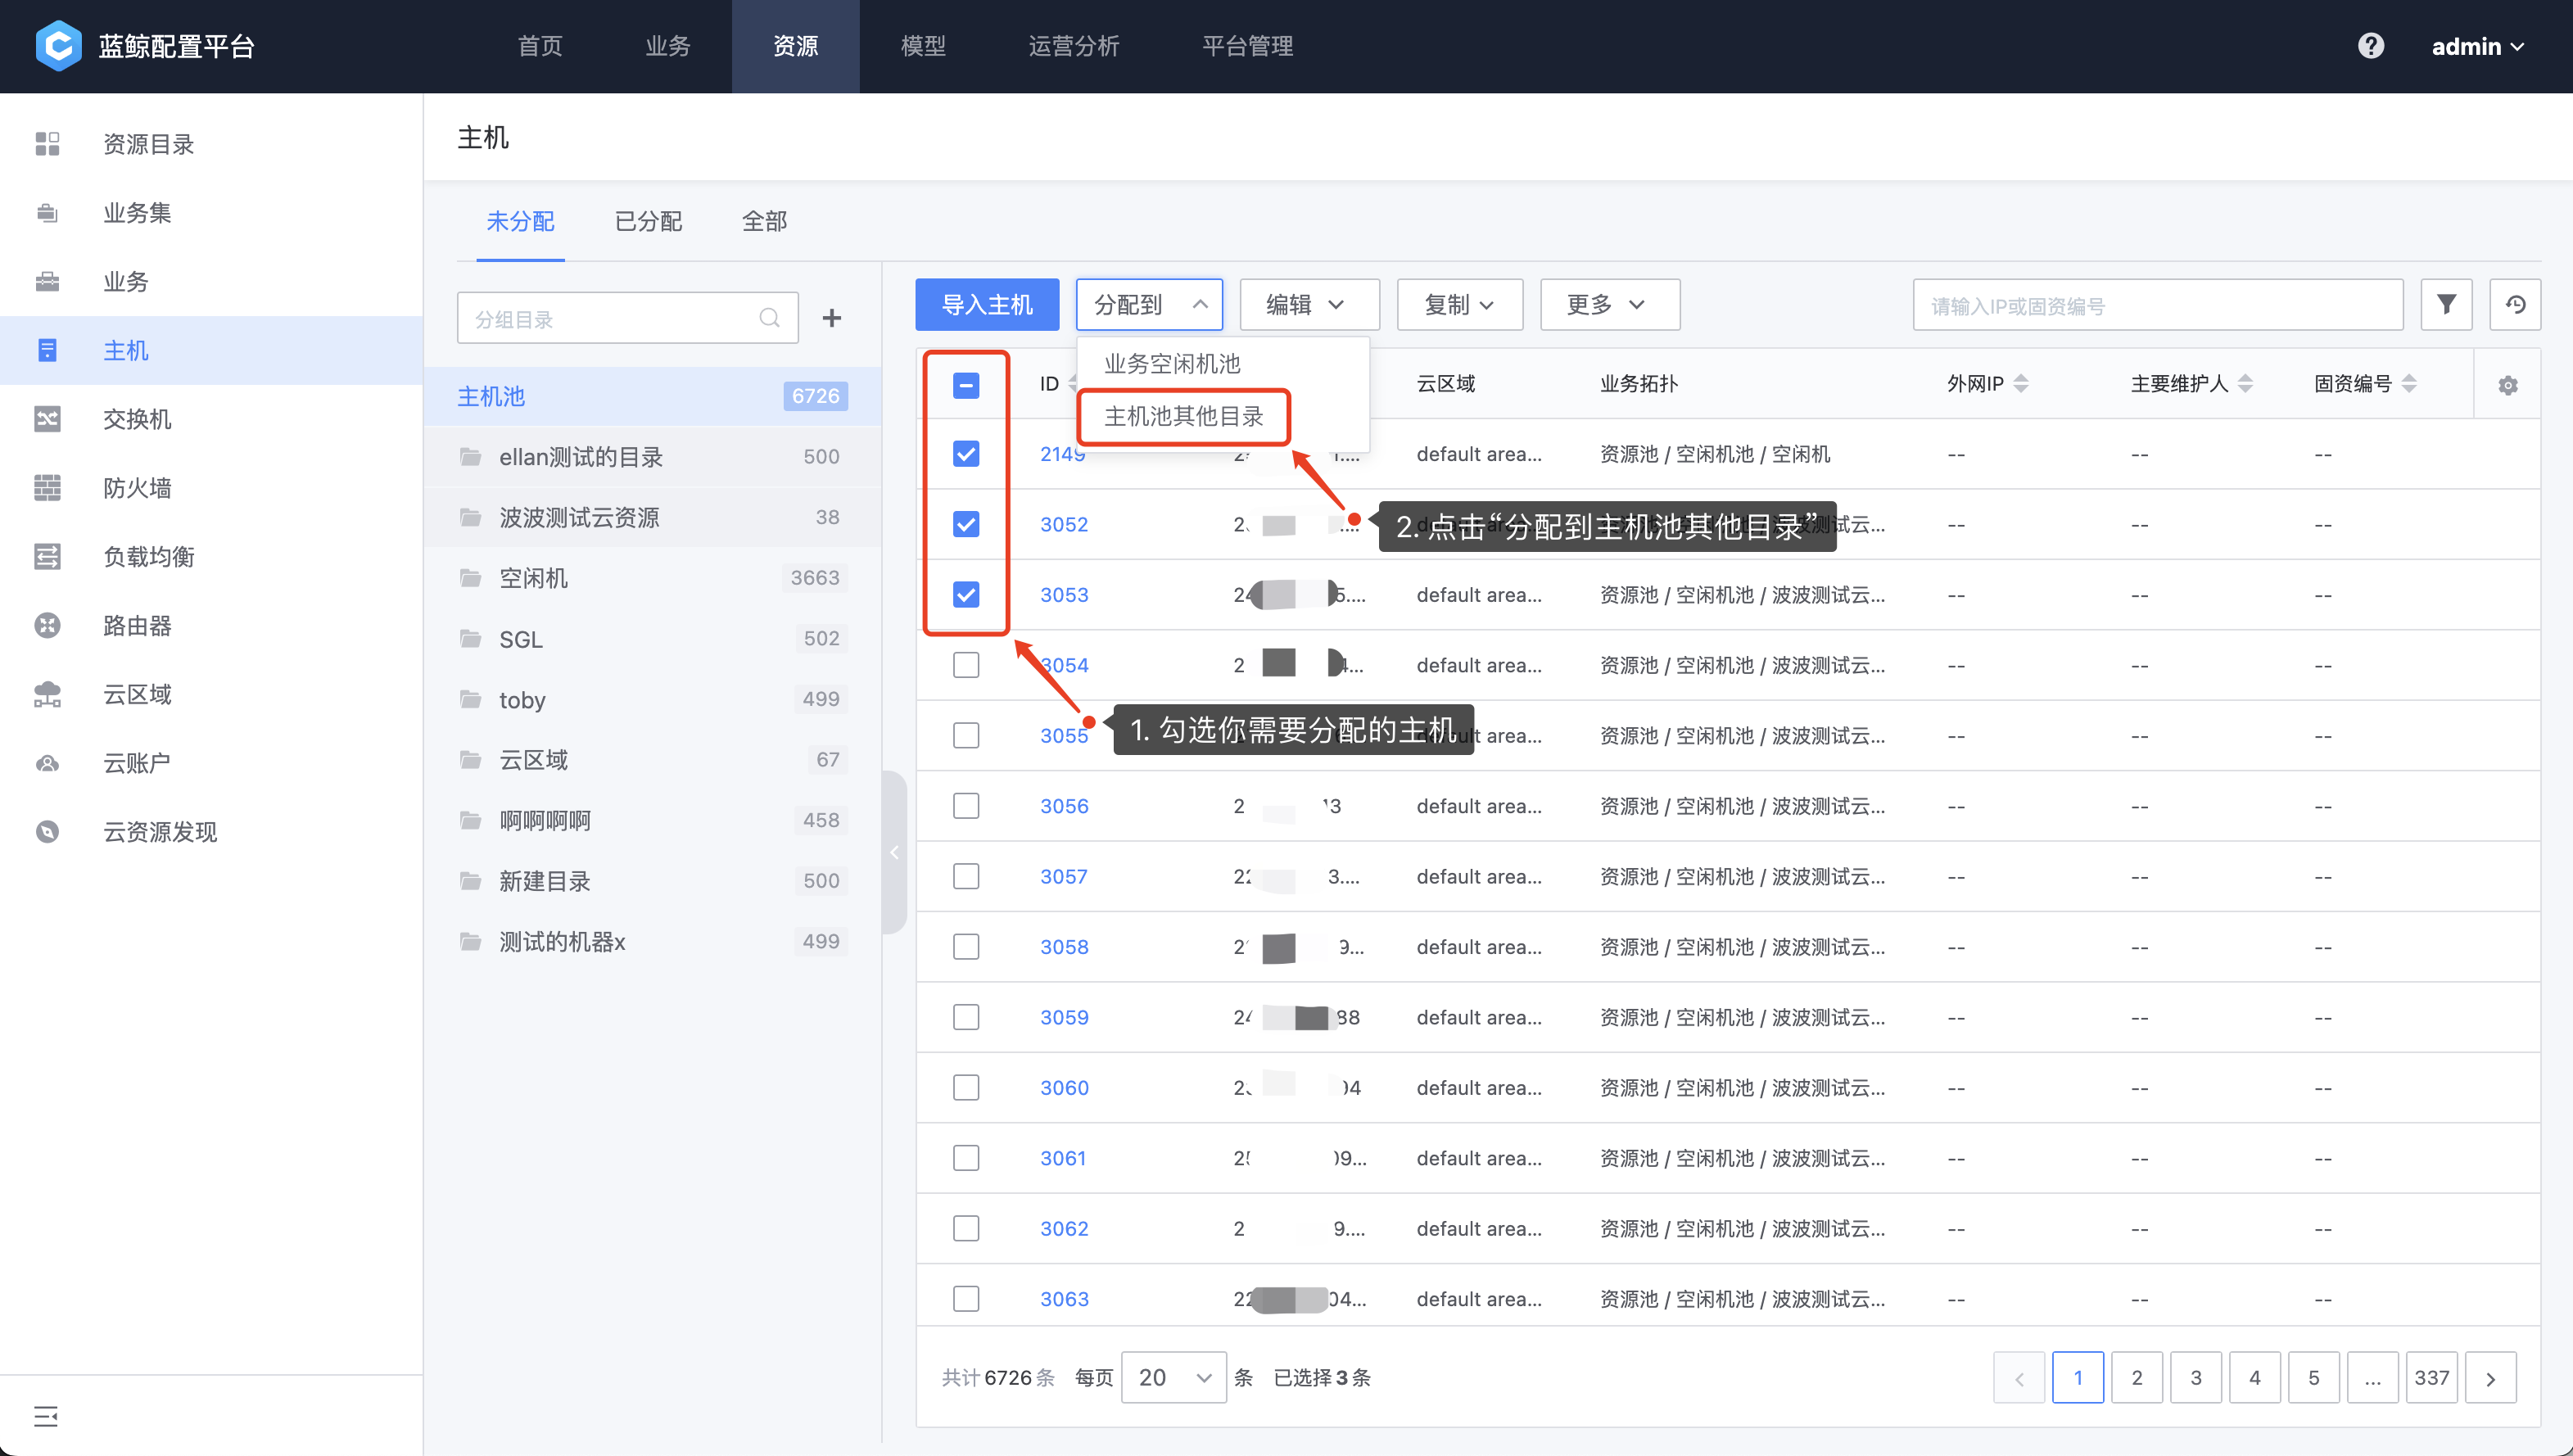 蓝鲸配置平台
首页 业务 资源 模型 运营分析 平台管理
admin
资源目录
业务集
业务
主机
交换机
防火墙
负载均衡
路由器
云区域
云账户
云资源发现
主机
未分配 已分配 全部
分组目录
主机池 6726
ellan测试的目录 500
波波测试云资源 38
空闲机 3663
SGL 502
toby 499
云区域 67
啊啊啊啊 458
新建目录 500
测试的机器x 499
导入主机 分配到 编辑 复制 更多 请输入IP或固资编号
业务空闲机池
主机池其他目录
ID 云区域 业务拓扑 外网IP 主要维护人 固资编号
2149 default area... 资源池 / 空闲机池 / 空闲机 -- -- --
2. 点击“分配到主机池其他目录”
3052 云... -- -- --
3053 default area... 资源池 / 空闲机池 / 波波测试云... -- -- --
3054 default area... 资源池 / 空闲机池 / 波波测试云... -- -- --
1. 勾选你需要分配的主机
3055 area... 资源池 / 空闲机池 / 波波测试云... -- -- --
3056 default area... 资源池 / 空闲机池 / 波波测试云... -- -- --
3057 default area... 资源池 / 空闲机池 / 波波测试云... -- -- --
3058 default area... 资源池 / 空闲机池 / 波波测试云... -- -- --
3059 default area... 资源池 / 空闲机池 / 波波测试云... -- -- --
3060 default area... 资源池 / 空闲机池 / 波波测试云... -- -- --
3061 default area... 资源池 / 空闲机池 / 波波测试云... -- -- --
3062 default area... 资源池 / 空闲机池 / 波波测试云... -- -- --
3063 default area... 资源池 / 空闲机池 / 波波测试云... -- -- --
共计 6726 条 每页 20 条 已选择 3 条
1 2 3 4 5 ... 337